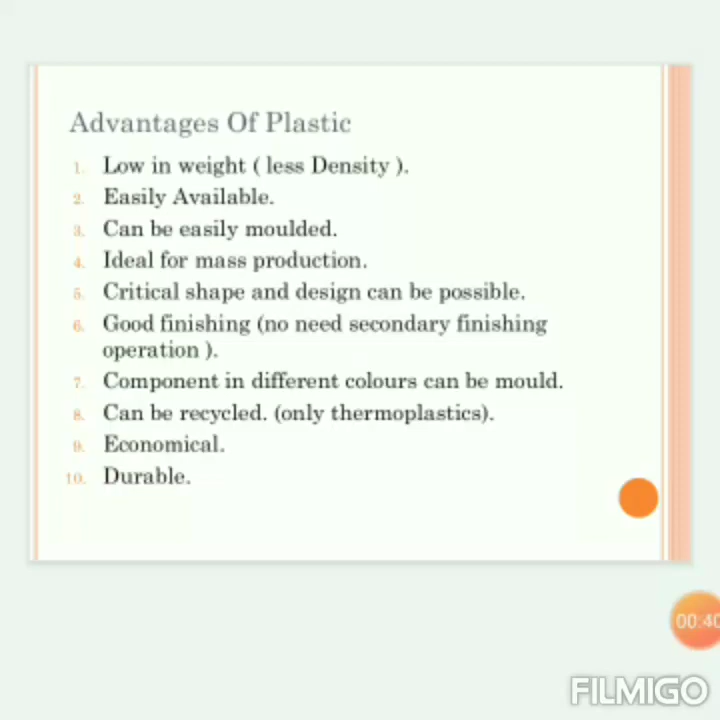 Advantages Of Plastic
1. Low in weight ( less Density ).
2. Easily Available.
3. Can be easily moulded.
4. Ideal for mass production.
5. Critical shape and design can be possible.
6. Good finishing (no need secondary finishing
operation ).
7. Component in different colours can be mould.
8. Can be recycled. (only thermoplastics).
9. Economical.
10. Durable.
00:40
FILMIGO